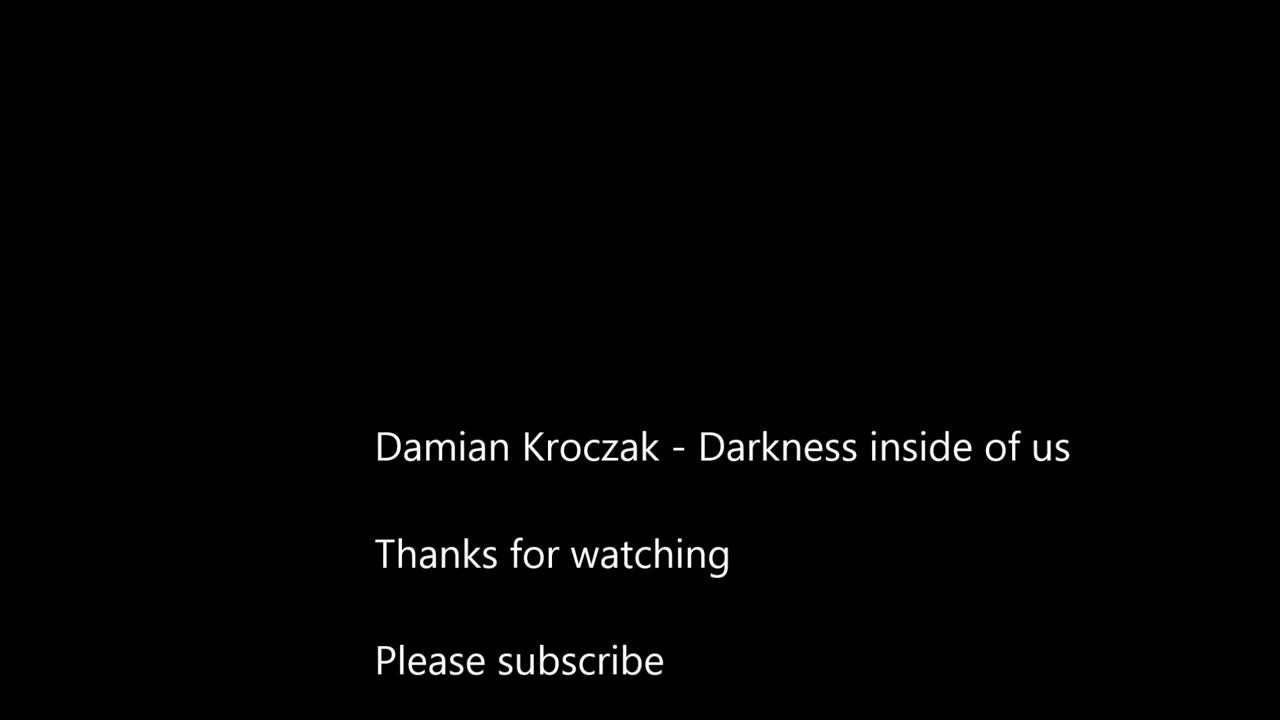 Damian Kroczak - Darkness inside of us
Thanks for watching
Please subscribe